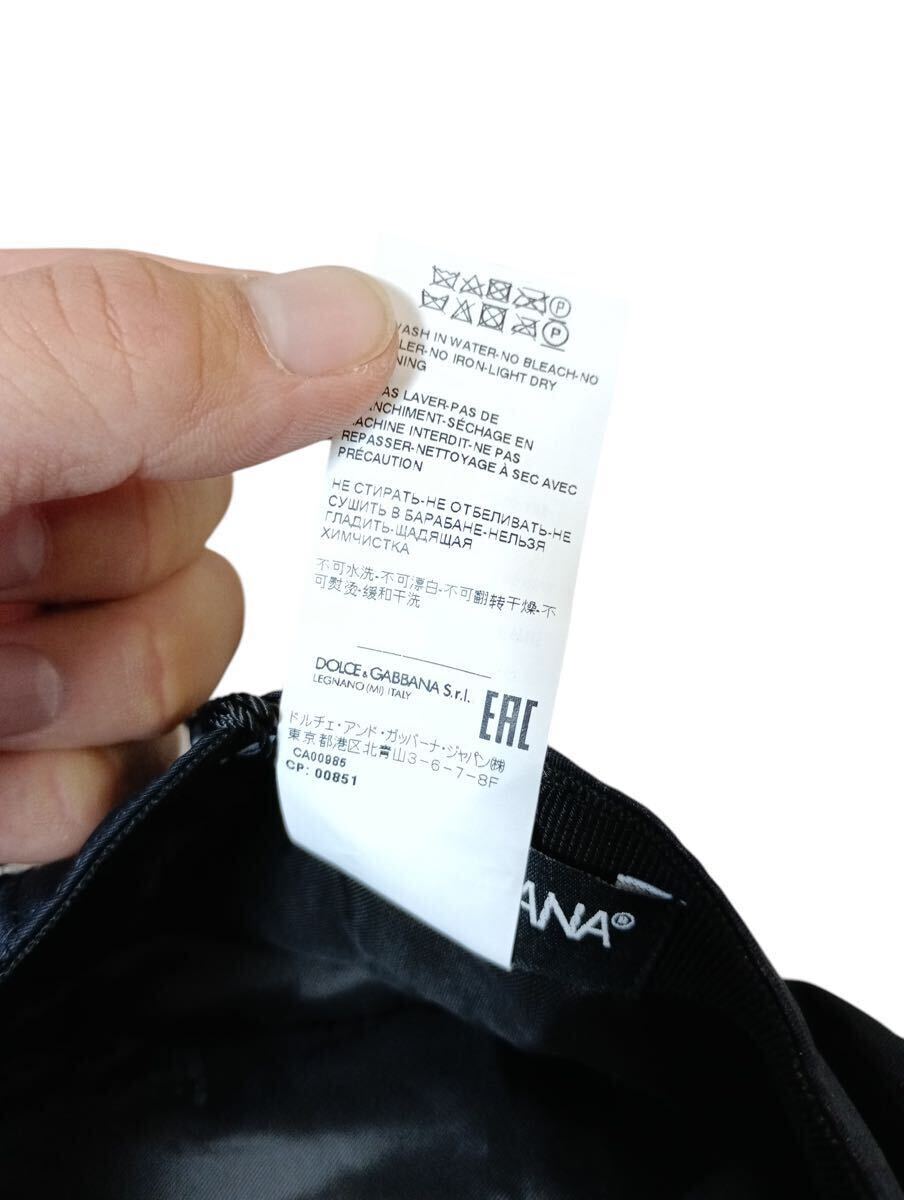 WASH IN WATER-NO BLEACH-NO
LER-NO IRON-LIGHT DRY
NING
AS LAVER-PAS DE
NCHIMENT-SÉCHAGE EN
ACHINE INTERDIT-NE PAS
REPASSER-NETTOYAGE À SEC AVEC
PRÉCAUTION
НЕ СТИРАТЬ-НЕ ОТБЕЛИВАТЬ-НЕ
СУШИТЬ В БАРАБАНЕ-НЕЛЬЗЯ
ГЛАДИТЬ-ЩАДЯЩАЯ
ХИМЧИСТКА
不可水洗-不可漂白-不可翻转干燥-不
可熨烫-缓和干洗
DOLCE & GABBANA S.r.l.
LEGNANO (MI) ITALY
EAC
ドルチェ・アンド・ガッバーナ・ジャパン(株)
東京都港区北青山3-6-7-8F
CA00985
CP: 00851
ANA®